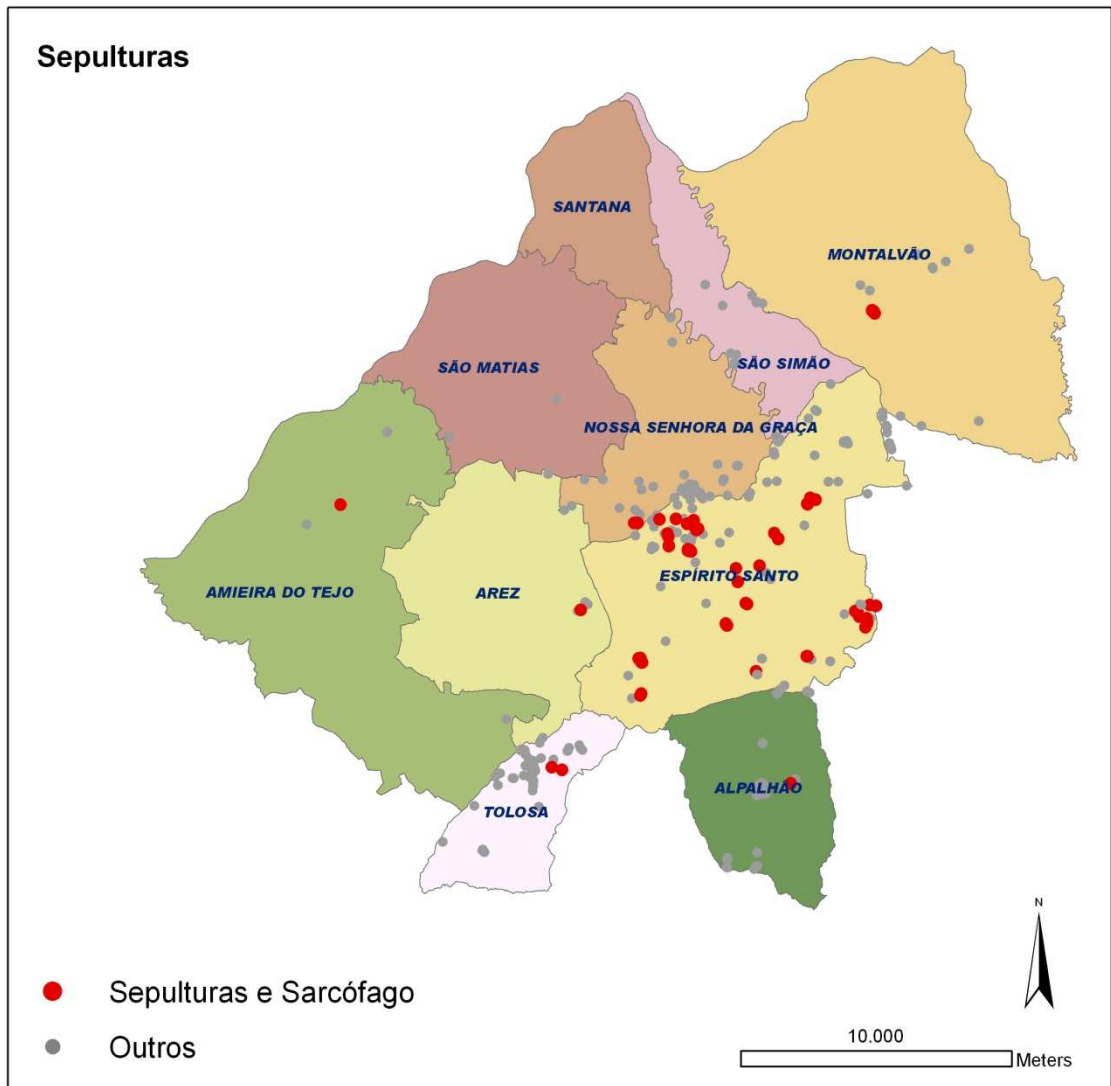 Sepulturas
SANTANA
MONTALVÃO
SÃO MATIAS
SÃO SIMÃO
NOSSA SENHORA DA GRAÇA
ESPÍRITO SANTO
AMIEIRA DO TEJO
AREZ
ALPALHÃO
TOLOSA
N
Sepulturas e Sarcófago
Outros
10.000
Meters